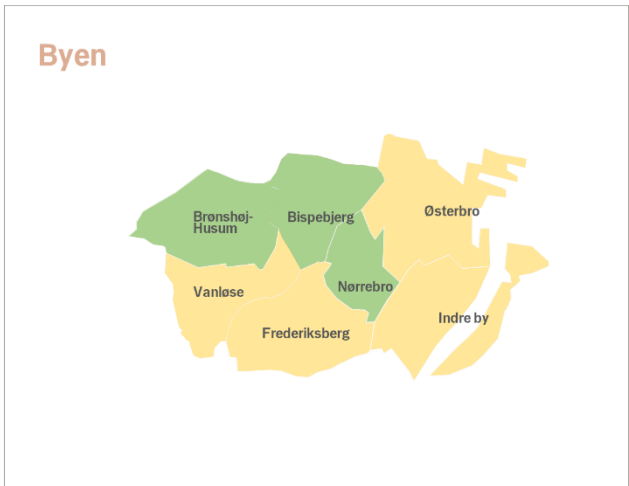 Byen
Østerbro
Brønshøj-
Husum
Bispebjerg
Nørrebro
Vanløse
Indre by
Frederiksberg